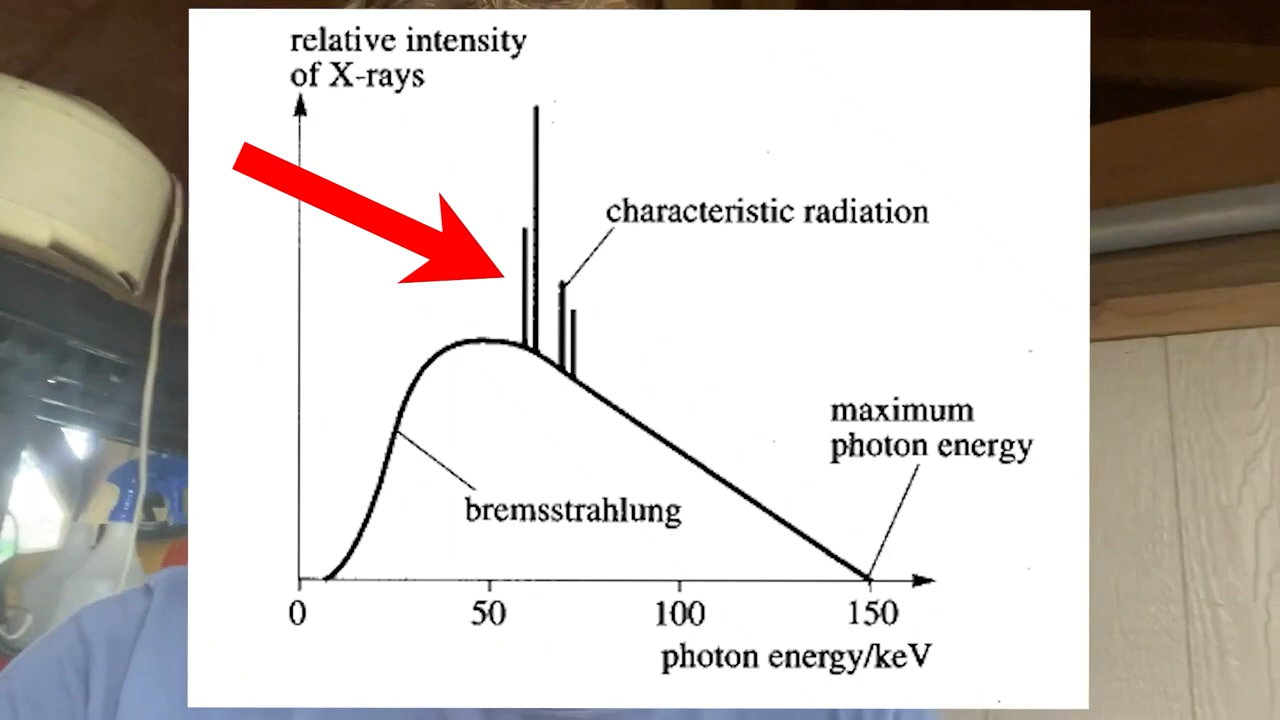 relative intensity
of X-rays
characteristic radiation
maximum
photon energy
bremsstrahlung
0 50 100 150
photon energy/keV